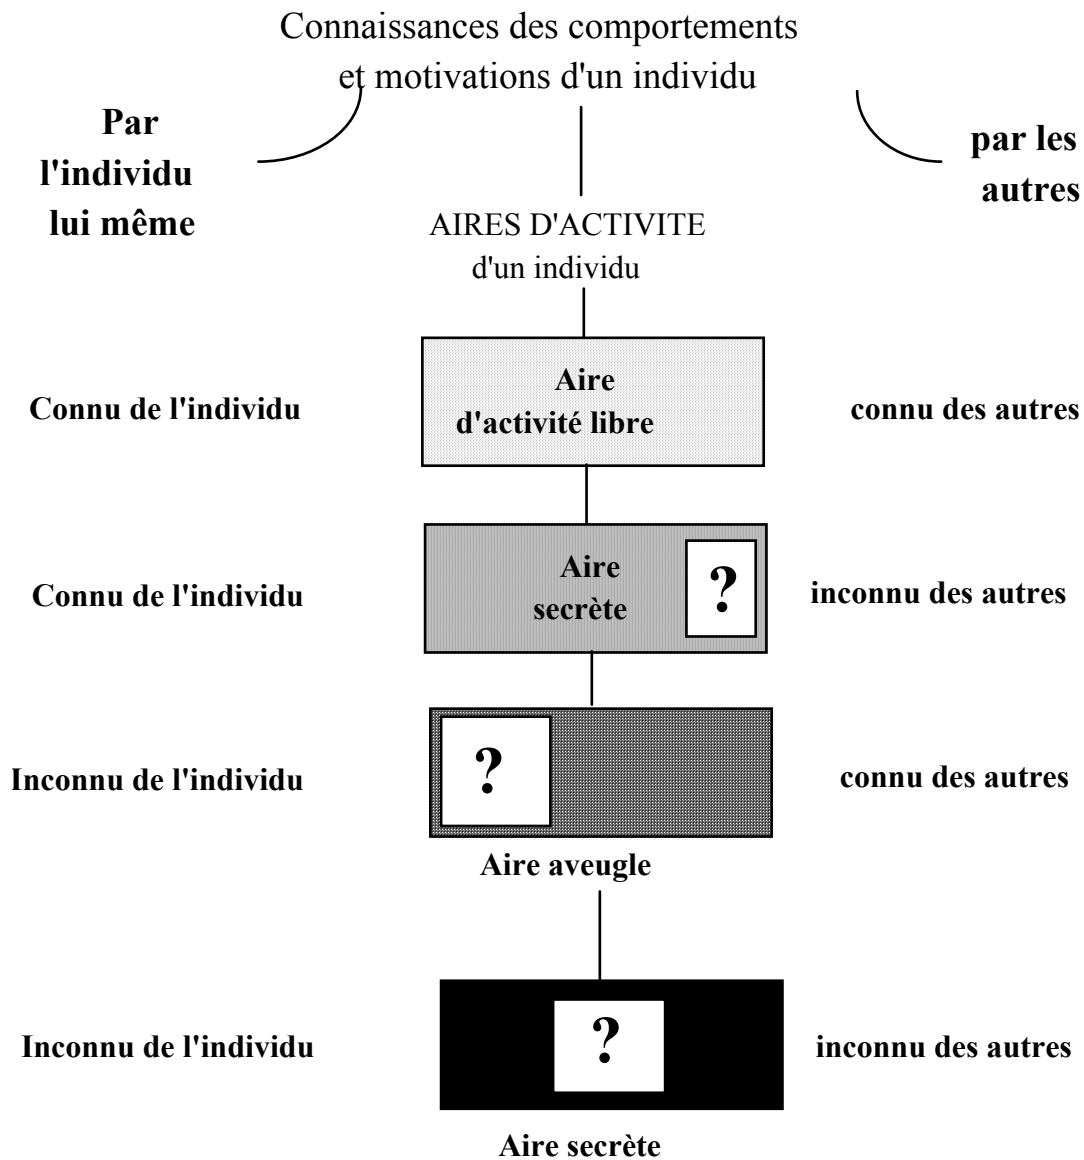 Connaissances des comportements
et motivations d'un individu
Par
l'individu
lui même
par les
autres
AIRES D'ACTIVITE
d'un individu
Connu de l'individu
Aire
d'activité libre
connu des autres
Connu de l'individu
Aire
secrète
?
inconnu des autres
Inconnu de l'individu
?
connu des autres
Aire aveugle
Inconnu de l'individu
?
inconnu des autres
Aire secrète